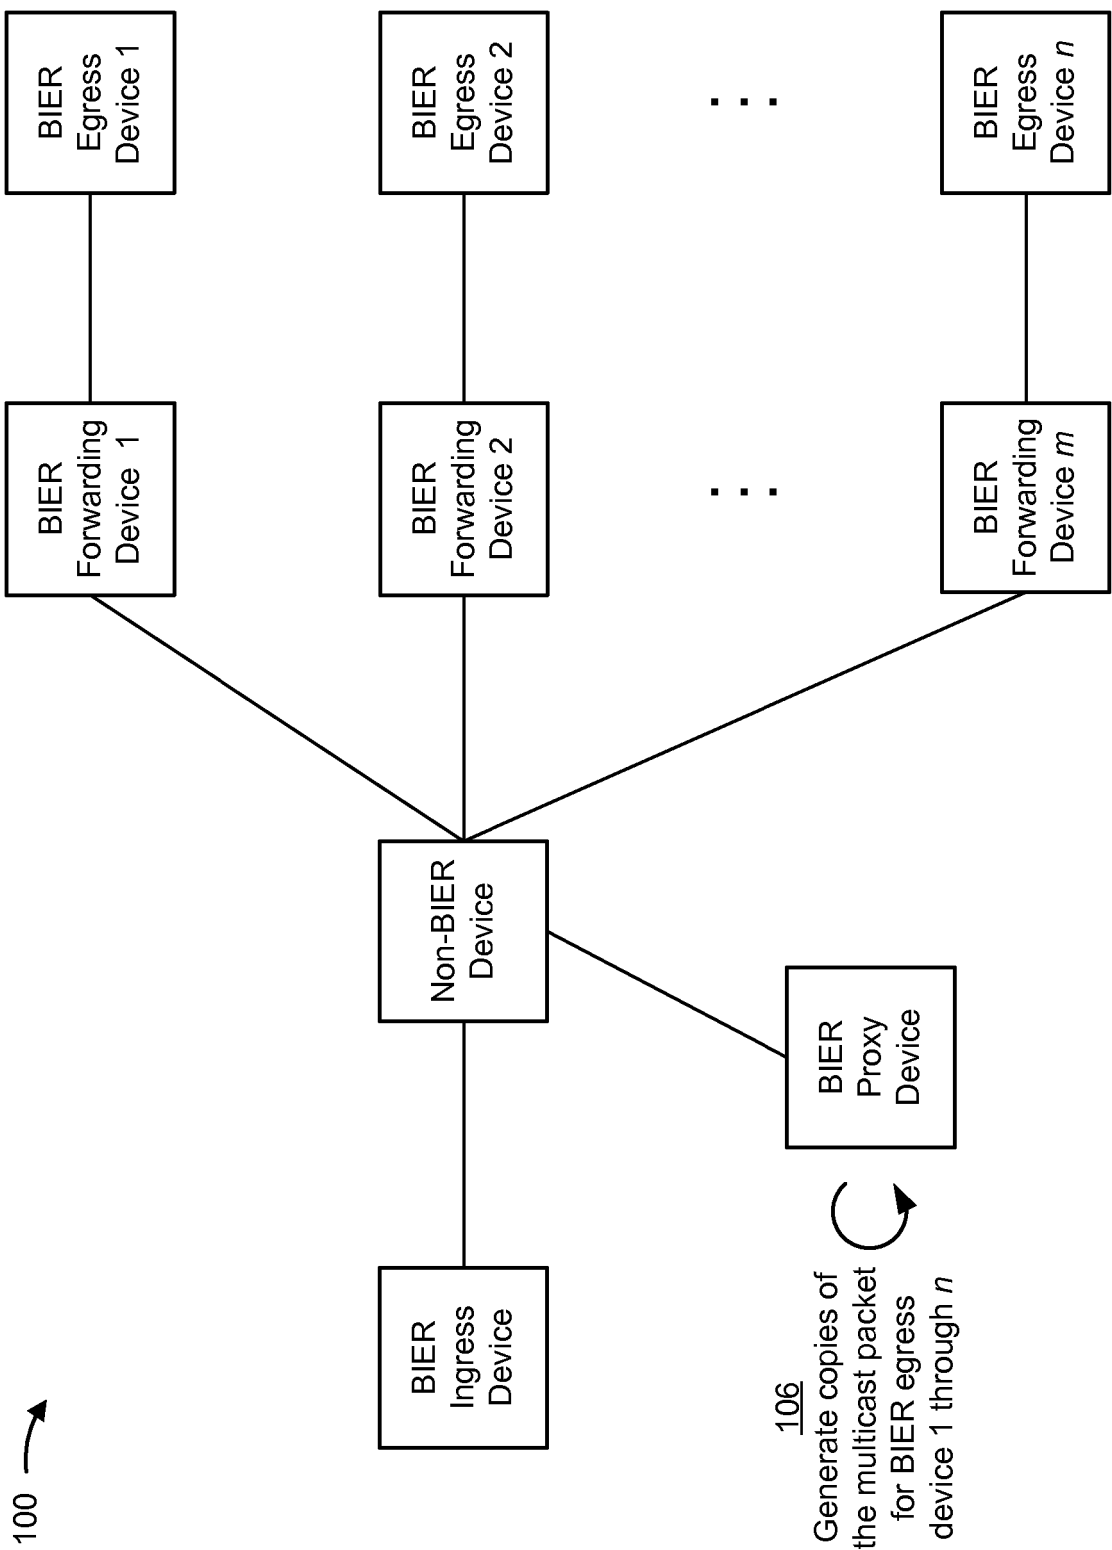 100
BIER
Ingress
Device
Non-BIER
Device
BIER
Forwarding
Device 1
BIER
Egress
Device 1
BIER
Forwarding
Device 2
BIER
Egress
Device 2
. . .
. . .
BIER
Forwarding
Device m
BIER
Egress
Device n
BIER
Proxy
Device
106
Generate copies of
the multicast packet
for BIER egress
device 1 through n